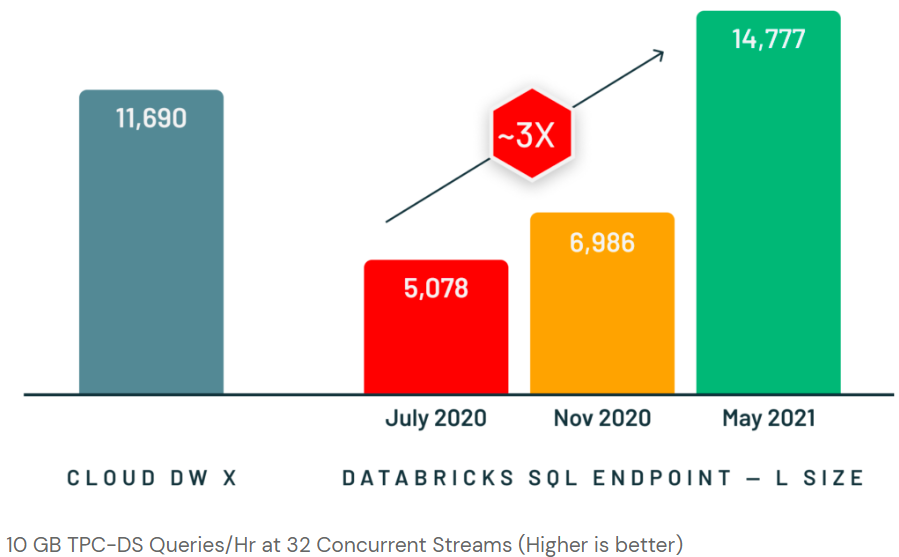 14,777
11,690
~3X
6,986
5,078
July 2020 Nov 2020 May 2021
CLOUD DW X DATABRICKS SQL ENDPOINT – L SIZE
10 GB TPC-DS Queries/Hr at 32 Concurrent Streams (Higher is better)